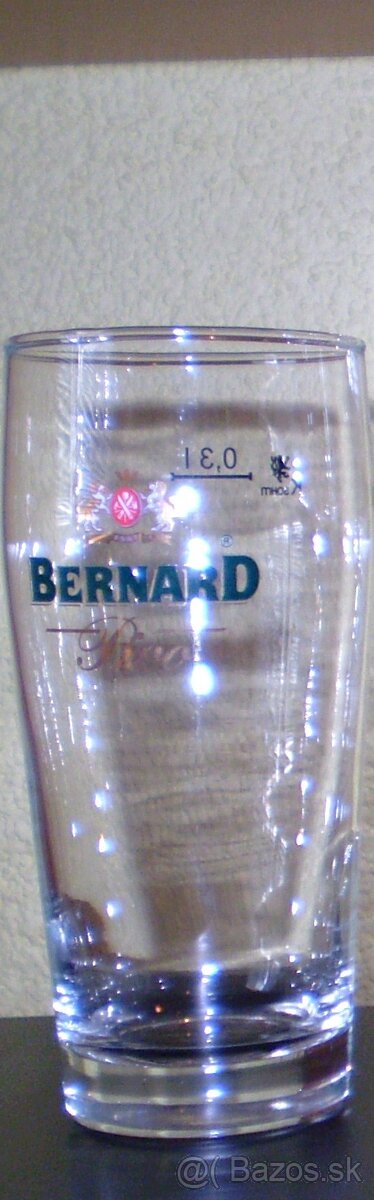 0,3 l
BERNARD®
Pivo
@( Bazos.sk